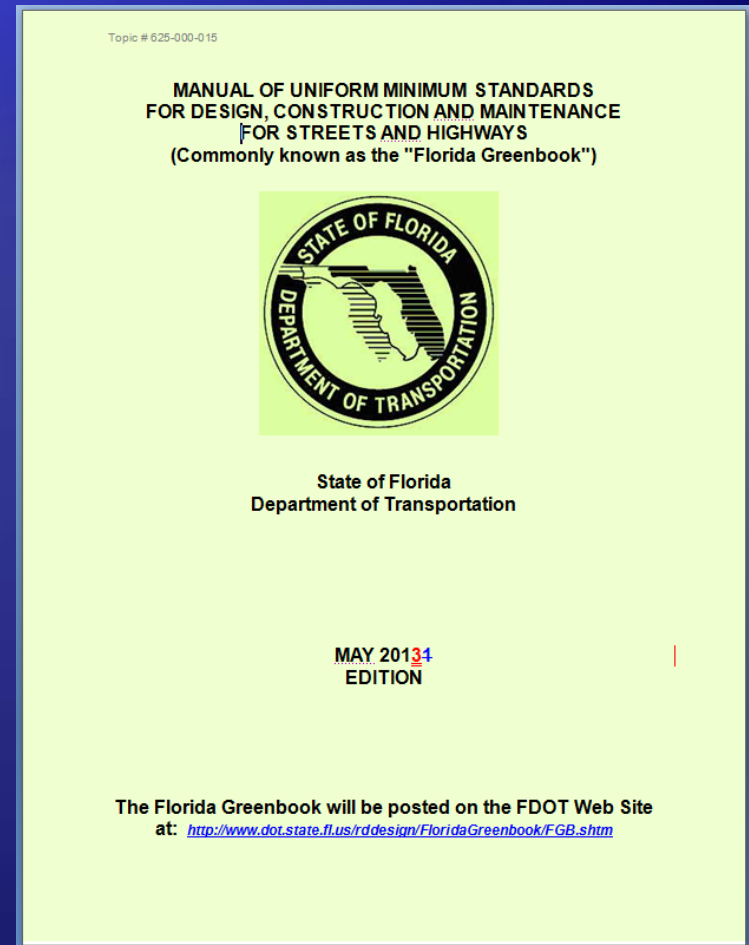 Topic # 625-000-015
MANUAL OF UNIFORM MINIMUM STANDARDS
FOR DESIGN, CONSTRUCTION AND MAINTENANCE
FOR STREETS AND HIGHWAYS
(Commonly known as the "Florida Greenbook")
STATE OF FLORIDA
DEPARTMENT OF TRANSPORTATION
State of Florida
Department of Transportation
MAY 20131
EDITION
The Florida Greenbook will be posted on the FDOT Web Site
at: http://www.dot.state.fl.us/rddesign/FloridaGreenbook/FGB.shtm